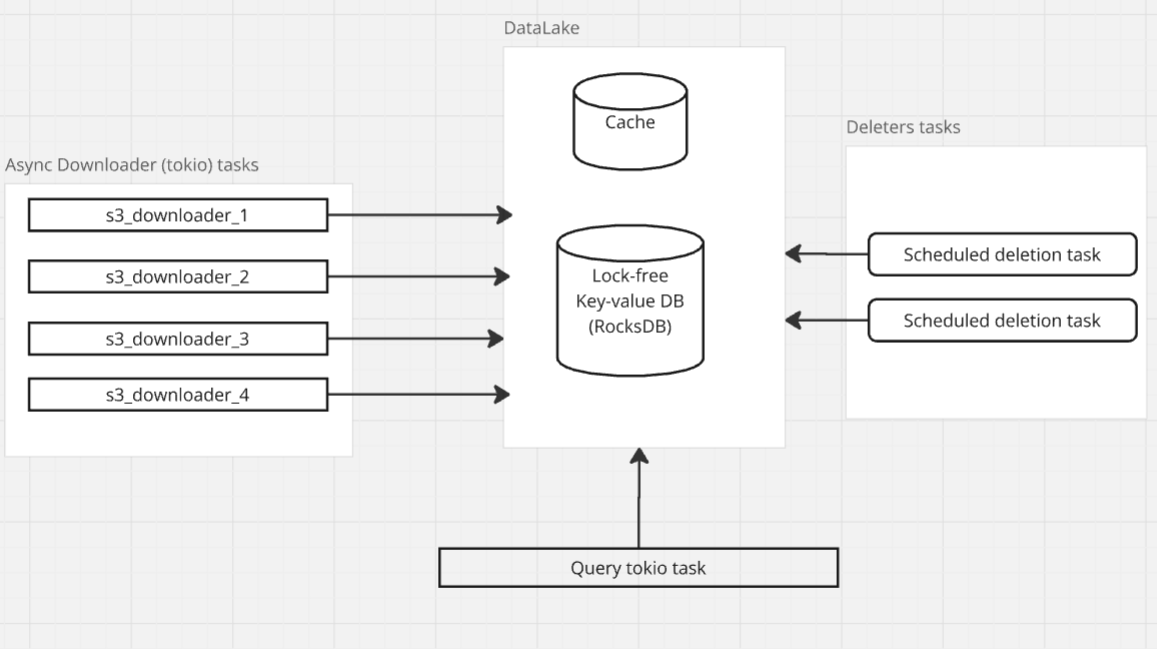 DataLake
Cache
Lock-free
Key-value DB
(RocksDB)
Async Downloader (tokio) tasks
s3_downloader_1
s3_downloader_2
s3_downloader_3
s3_downloader_4
Deleters tasks
Scheduled deletion task
Scheduled deletion task
Query tokio task